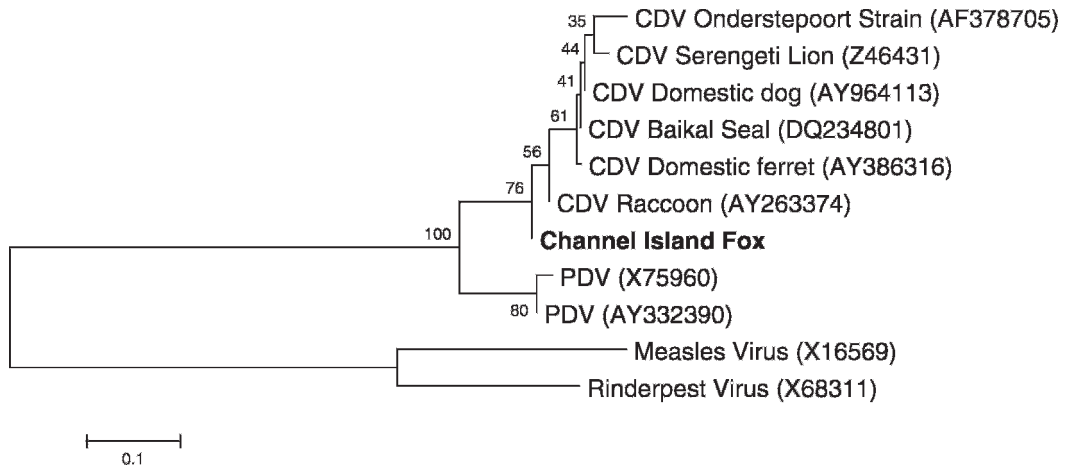 35
CDV Onderstepoort Strain (AF378705)
44
CDV Serengeti Lion (Z46431)
41
CDV Domestic dog (AY964113)
61
CDV Baikal Seal (DQ234801)
56
CDV Domestic ferret (AY386316)
76
CDV Raccoon (AY263374)
100
Channel Island Fox
PDV (X75960)
80
PDV (AY332390)
Measles Virus (X16569)
Rinderpest Virus (X68311)
0.1